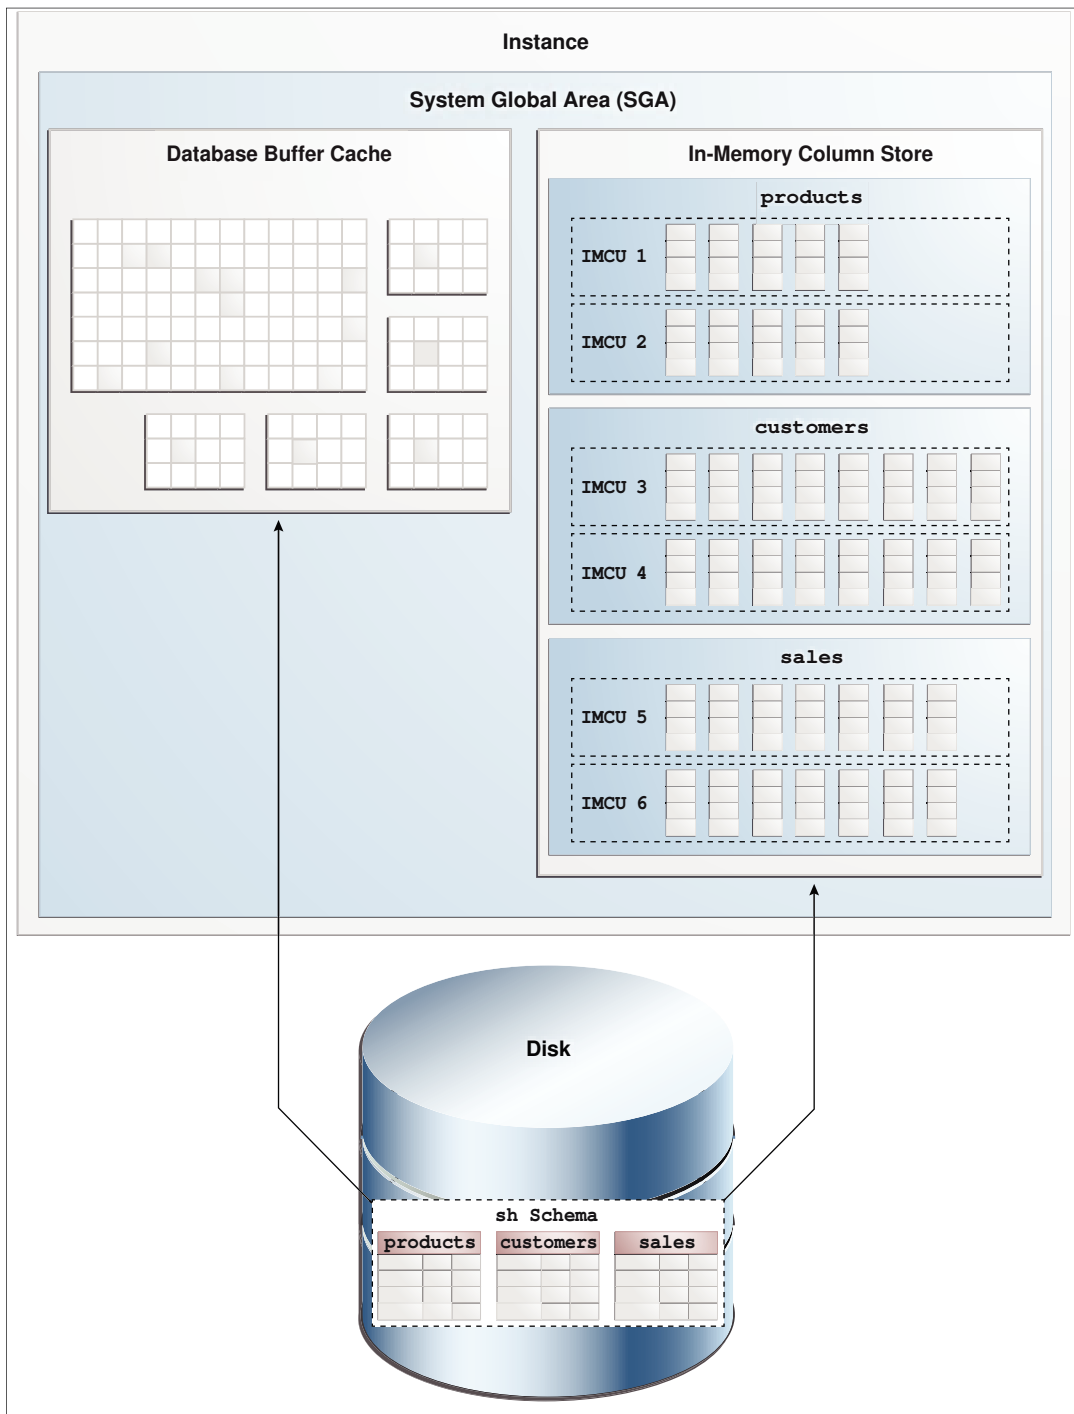 Instance
System Global Area (SGA)
Database Buffer Cache
In-Memory Column Store
products
IMCU 1
IMCU 2
customers
IMCU 3
IMCU 4
sales
IMCU 5
IMCU 6
Disk
sh Schema
products customers sales